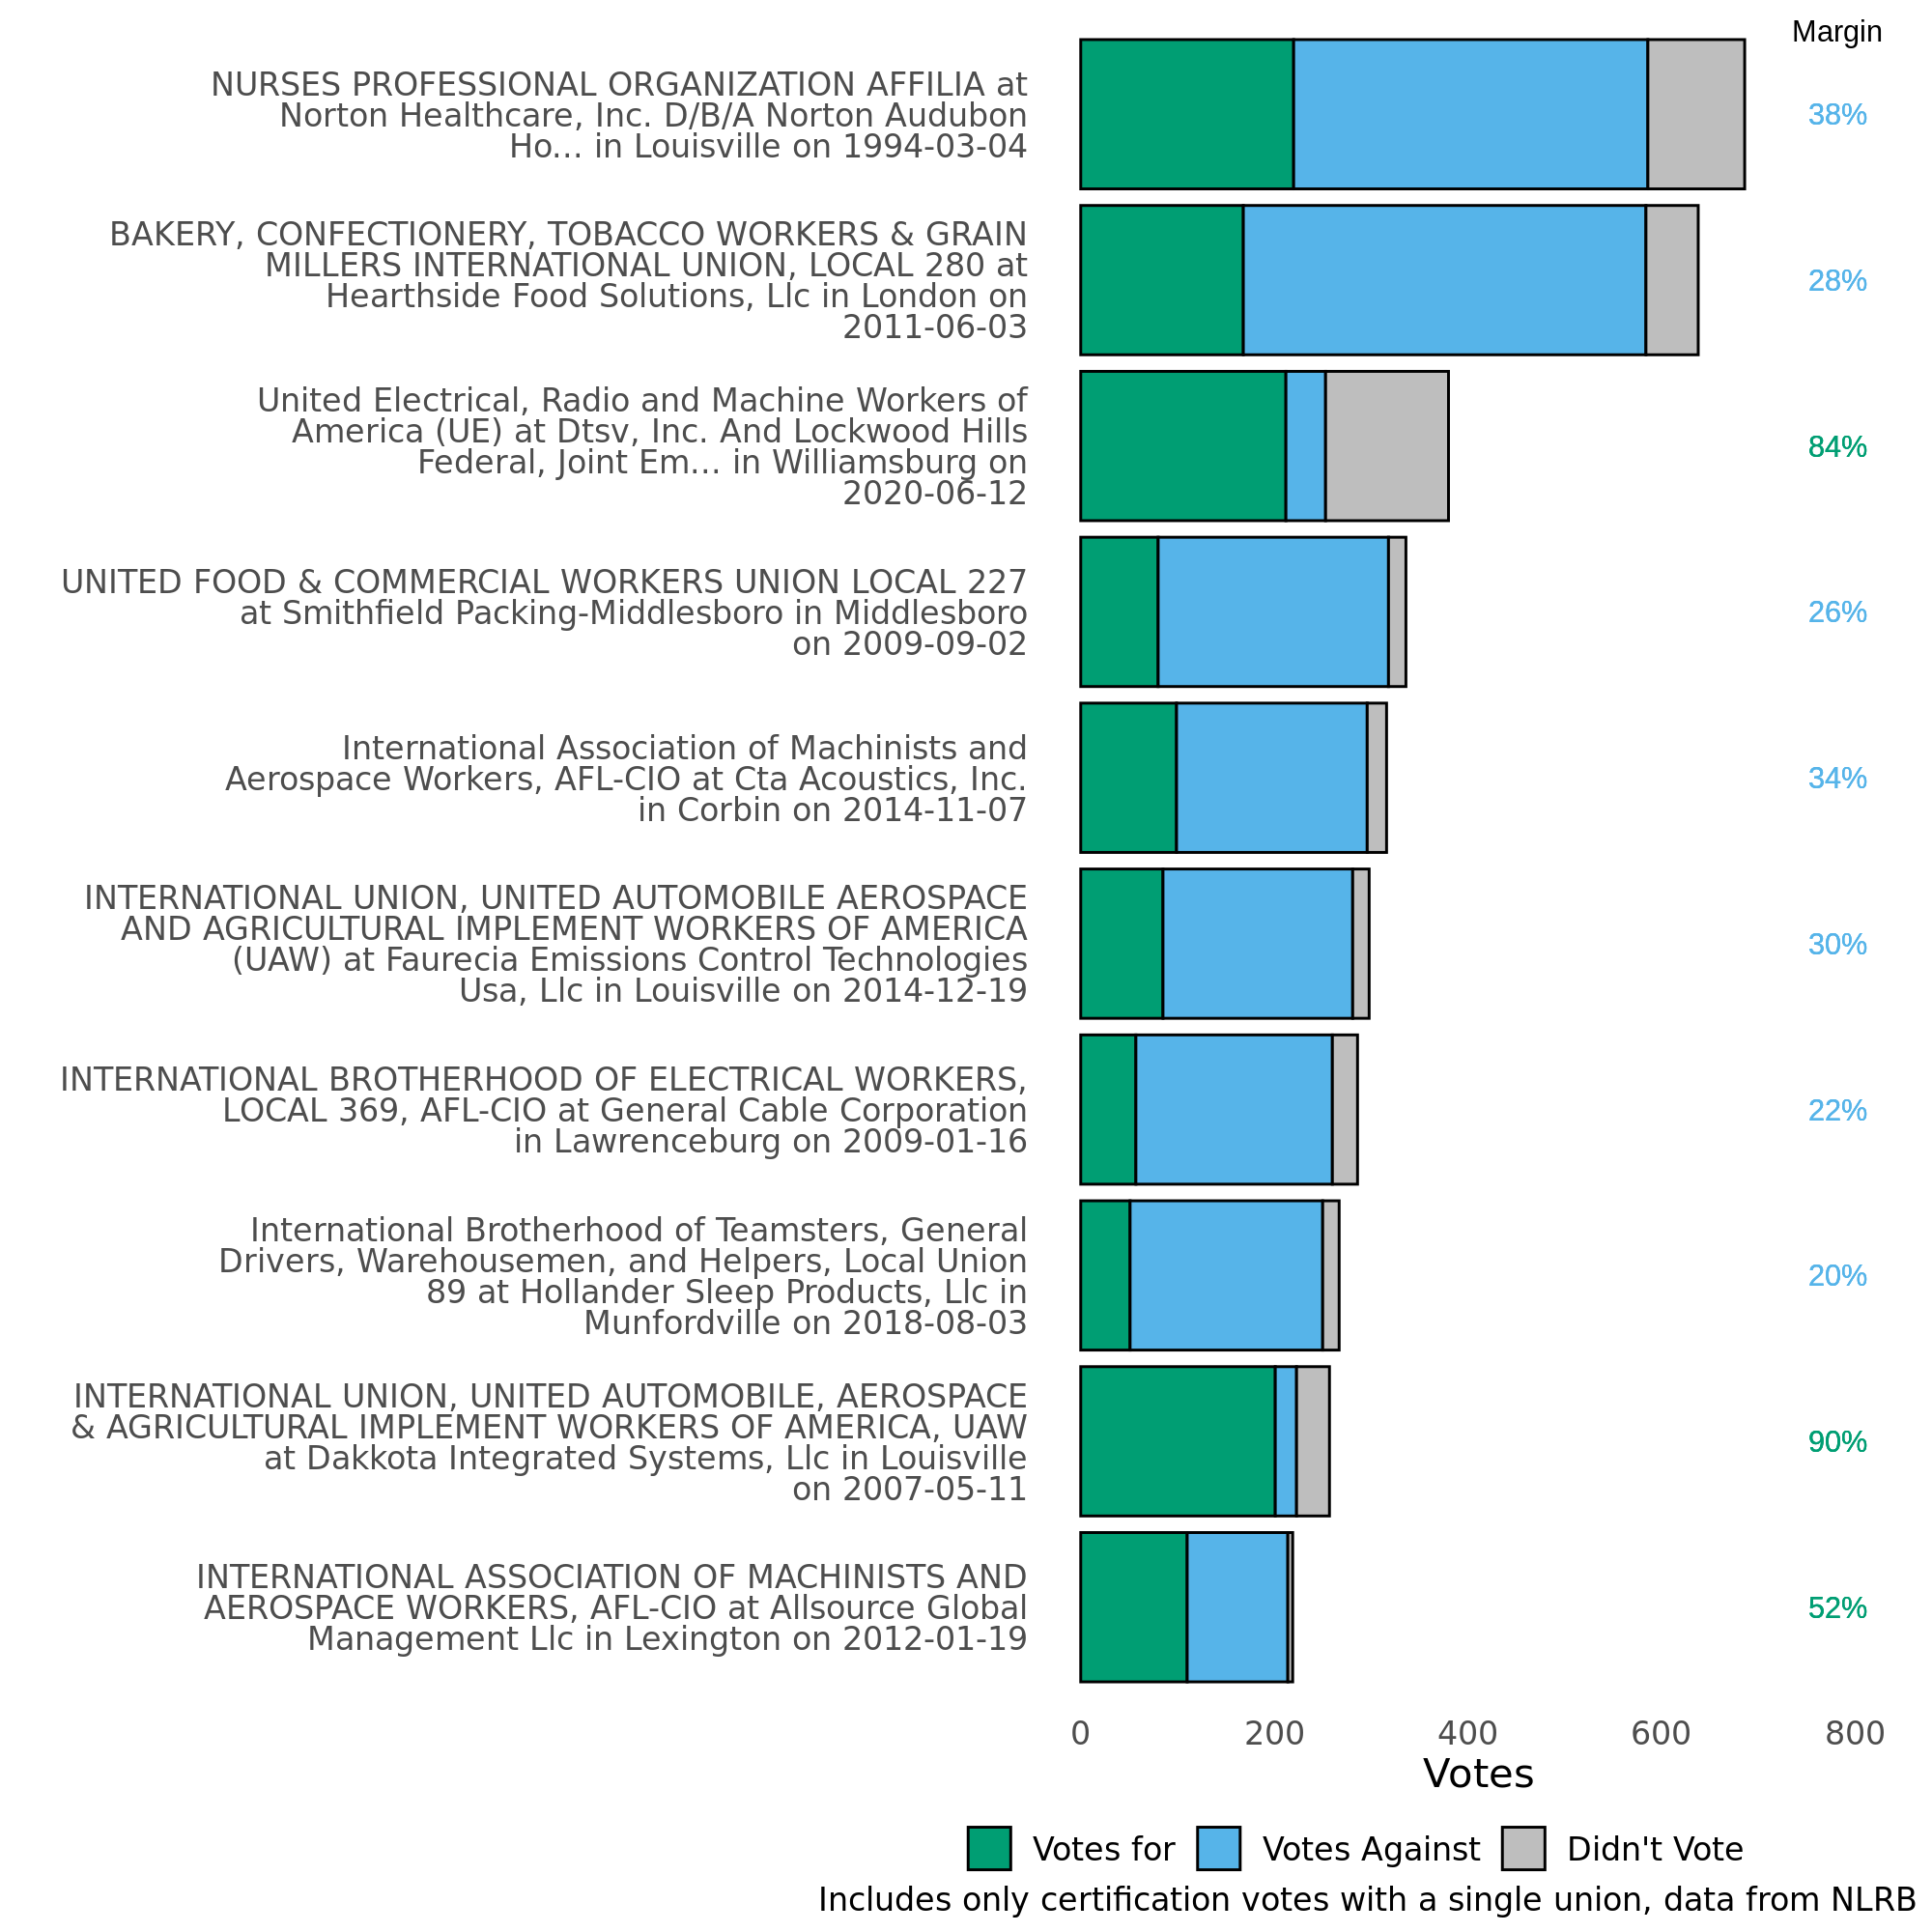 Margin
NURSES PROFESSIONAL ORGANIZATION AFFILIA at
Norton Healthcare, Inc. D/B/A Norton Audubon
Ho... in Louisville on 1994-03-04
38%
BAKERY, CONFECTIONERY, TOBACCO WORKERS & GRAIN
MILLERS INTERNATIONAL UNION, LOCAL 280 at
Hearthside Food Solutions, Llc in London on
2011-06-03
28%
United Electrical, Radio and Machine Workers of
America (UE) at Dtsv, Inc. And Lockwood Hills
Federal, Joint Em... in Williamsburg on
2020-06-12
84%
UNITED FOOD & COMMERCIAL WORKERS UNION LOCAL 227
at Smithfield Packing-Middlesboro in Middlesboro
on 2009-09-02
26%
International Association of Machinists and
Aerospace Workers, AFL-CIO at Cta Acoustics, Inc.
in Corbin on 2014-11-07
34%
INTERNATIONAL UNION, UNITED AUTOMOBILE AEROSPACE
AND AGRICULTURAL IMPLEMENT WORKERS OF AMERICA
(UAW) at Faurecia Emissions Control Technologies
Usa, Llc in Louisville on 2014-12-19
30%
INTERNATIONAL BROTHERHOOD OF ELECTRICAL WORKERS,
LOCAL 369, AFL-CIO at General Cable Corporation
in Lawrenceburg on 2009-01-16
22%
International Brotherhood of Teamsters, General
Drivers, Warehousemen, and Helpers, Local Union
89 at Hollander Sleep Products, Llc in
Munfordville on 2018-08-03
20%
INTERNATIONAL UNION, UNITED AUTOMOBILE, AEROSPACE
& AGRICULTURAL IMPLEMENT WORKERS OF AMERICA, UAW
at Dakkota Integrated Systems, Llc in Louisville
on 2007-05-11
90%
INTERNATIONAL ASSOCIATION OF MACHINISTS AND
AEROSPACE WORKERS, AFL-CIO at Allsource Global
Management Llc in Lexington on 2012-01-19
52%
0 200 400 600 800
Votes
Votes for Votes Against Didn't Vote
Includes only certification votes with a single union, data from NLRB